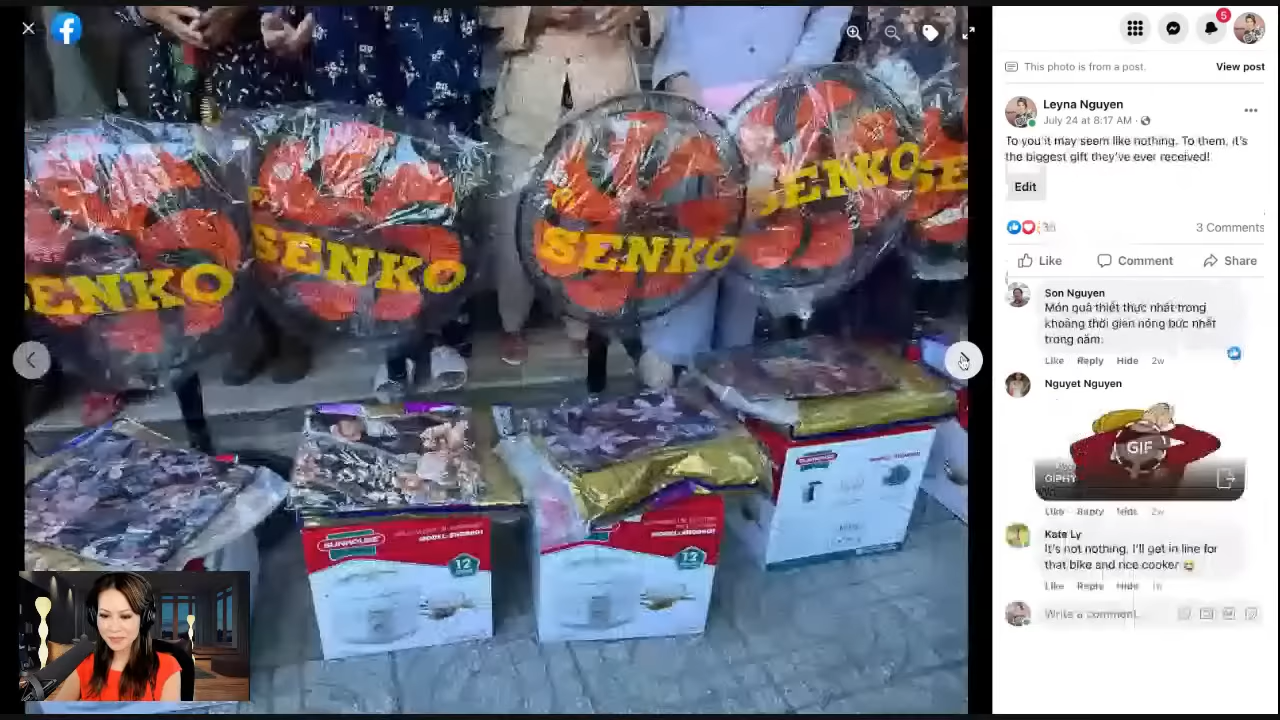 This photo is from a post.
View post
5
Leyna Nguyen
July 24 at 8:17 AM
To you it may seem like nothing. To them, it's
the biggest gift they've ever received!
Edit
3 Comments
Like
Comment
Share
Son Nguyen
Món quà thiết thực nhất trong
khoảng thời gian nóng bức nhất
trong năm.
Like Reply Hide 2w
Nguyet Nguyen
GIF
GIPHY
Like Reply Hide 2w
Kate Ly
It's not nothing, I'll get in line for
that bike and rice cooker
Like Reply Hide
Write a comment
SENKO
SENKO
SENKO
SENKO
SE
SUNHOUSE
12
12